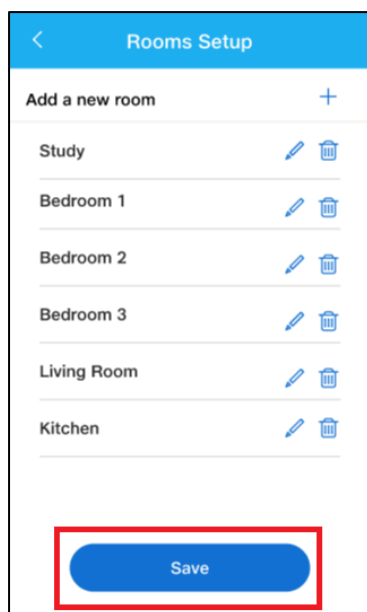 Rooms Setup
Add a new room
Study
Bedroom 1
Bedroom 2
Bedroom 3
Living Room
Kitchen
Save